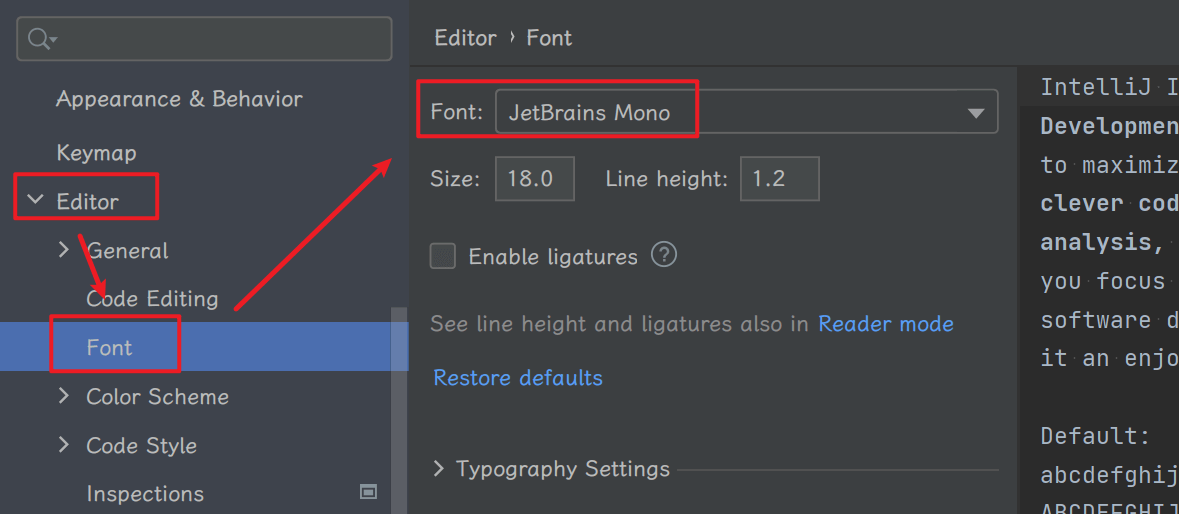 Appearance & Behavior
Keymap
Editor
General
Code Editing
Font
Color Scheme
Code Style
Inspections
Editor › Font
Font: JetBrains Mono
Size: 18.0 Line height: 1.2
Enable ligatures ?
See line height and ligatures also in Reader mode
Restore defaults
Typography Settings
IntelliJ I
Developmen
to maximiz
clever cod
analysis,
you focus
software d
it an enjo
Default:
abcdefghij
ABCDEFGHIJ